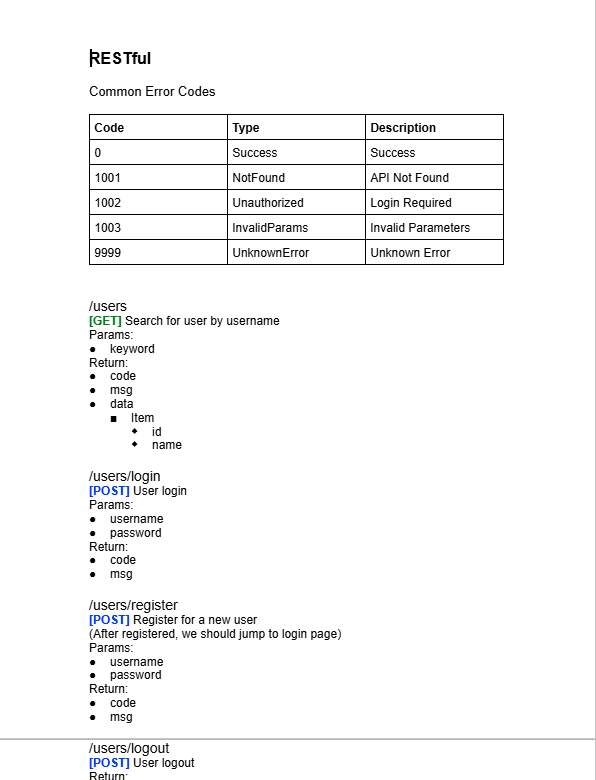 RESTful
Common Error Codes
Code Type Description
0 Success Success
1001 NotFound API Not Found
1002 Unauthorized Login Required
1003 InvalidParams Invalid Parameters
9999 UnknownError Unknown Error
/users
[GET] Search for user by username
Params:
● keyword
Return:
● code
● msg
● data
■ Item
◆ id
◆ name
/users/login
[POST] User login
Params:
● username
● password
Return:
● code
● msg
/users/register
[POST] Register for a new user
(After registered, we should jump to login page)
Params:
● username
● password
Return:
● code
● msg
/users/logout
[POST] User logout
Return: